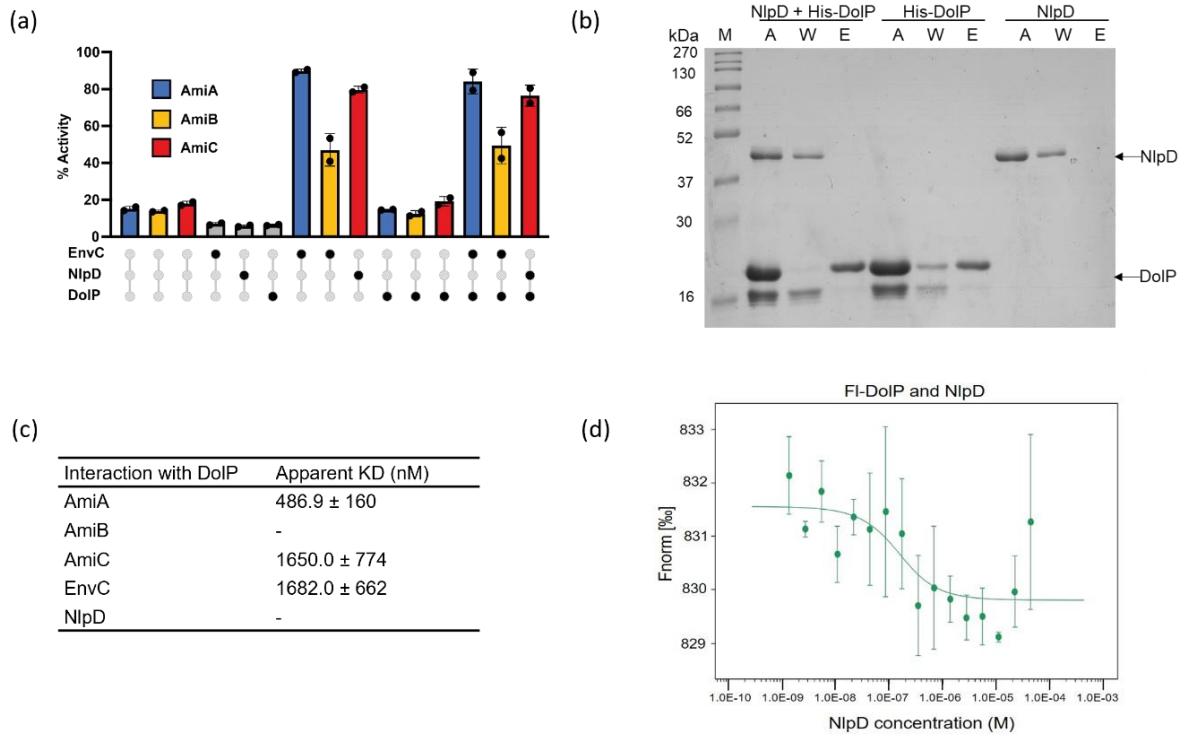 (a)
% Activity
100
80
60
40
20
0
AmiA
AmiB
AmiC
EnvC
NlpD
DolP
(b)
NlpD + His-DolP His-DolP NlpD
kDa M A W E A W E A W E
270
130
66
52
37
30
16
NlpD
DolP
(c)
Interaction with DolP Apparent KD (nM)
AmiA 486.9 ± 160
AmiB -
AmiC 1650.0 ± 774
EnvC 1682.0 ± 662
NlpD -
(d)
Fl-DolP and NlpD
Fnorm [‰]
833
832
831
830
829
1.0E-10 1.0E-09 1.0E-08 1.0E-07 1.0E-06 1.0E-05 1.0E-04 1.0E-03
NlpD concentration (M)